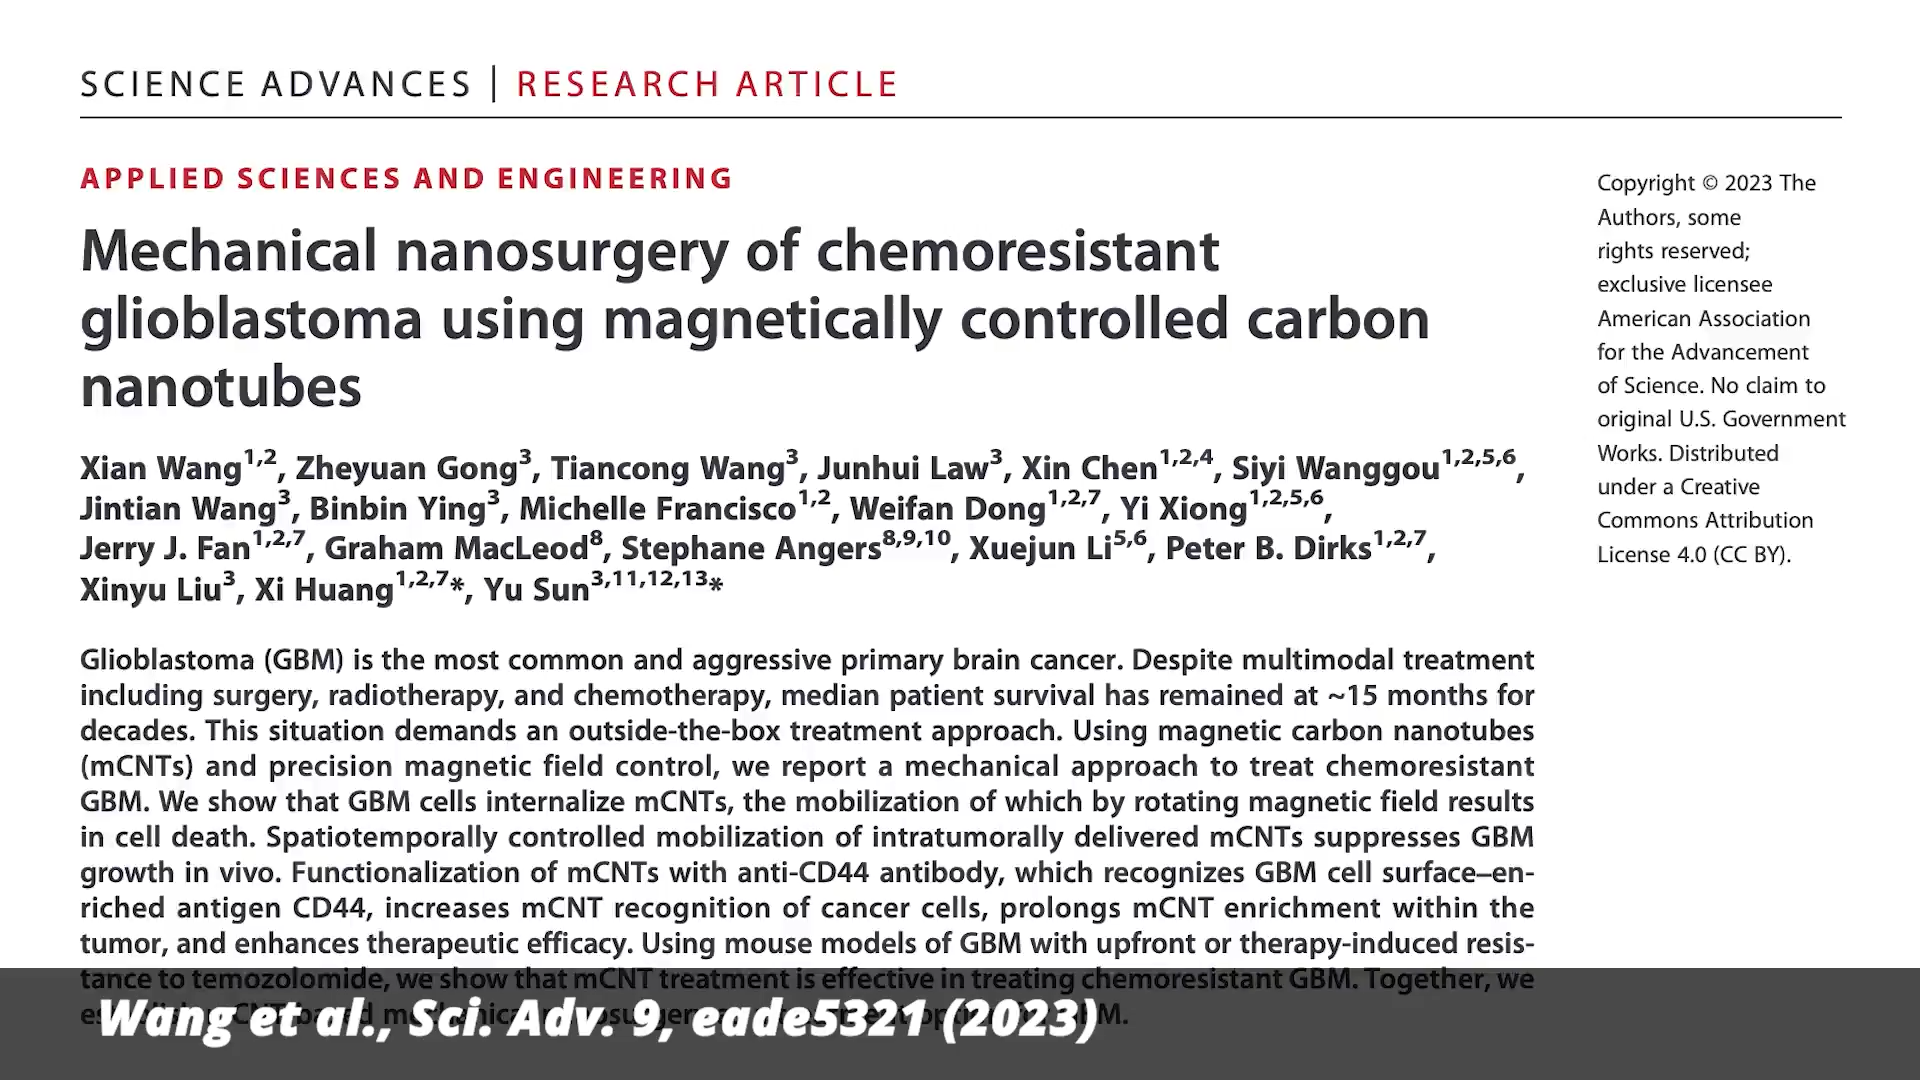 SCIENCE ADVANCES | RESEARCH ARTICLE
APPLIED SCIENCES AND ENGINEERING
Mechanical nanosurgery of chemoresistant
glioblastoma using magnetically controlled carbon
nanotubes
Xian Wang1,2, Zheyuan Gong3, Tiancong Wang3, Junhui Law3, Xin Chen1,2,4, Siyi Wanggou1,2,5,6,
Jintian Wang3, Binbin Ying3, Michelle Francisco1,2, Weifan Dong1,2,7, Yi Xiong1,2,5,6,
Jerry J. Fan1,2,7, Graham MacLeod8, Stephane Angers8,9,10, Xuejun Li5,6, Peter B. Dirks1,2,7,
Xinyu Liu3, Xi Huang1,2,7*, Yu Sun3,11,12,13*
Glioblastoma (GBM) is the most common and aggressive primary brain cancer. Despite multimodal treatment
including surgery, radiotherapy, and chemotherapy, median patient survival has remained at ~15 months for
decades. This situation demands an outside-the-box treatment approach. Using magnetic carbon nanotubes
(mCNTs) and precision magnetic field control, we report a mechanical approach to treat chemoresistant
GBM. We show that GBM cells internalize mCNTs, the mobilization of which by rotating magnetic field results
in cell death. Spatiotemporally controlled mobilization of intratumorally delivered mCNTs suppresses GBM
growth in vivo. Functionalization of mCNTs with anti-CD44 antibody, which recognizes GBM cell surface–en-
riched antigen CD44, increases mCNT recognition of cancer cells, prolongs mCNT enrichment within the
tumor, and enhances therapeutic efficacy. Using mouse models of GBM with upfront or therapy-induced resis-
tance to temozolomide, we show that mCNT treatment is effective in treating chemoresistant GBM. Together, we
Copyright © 2023 The
Authors, some
rights reserved;
exclusive licensee
American Association
for the Advancement
of Science. No claim to
original U.S. Government
Works. Distributed
under a Creative
Commons Attribution
License 4.0 (CC BY).
Wang et al., Sci. Adv. 9, eade5321 (2023)